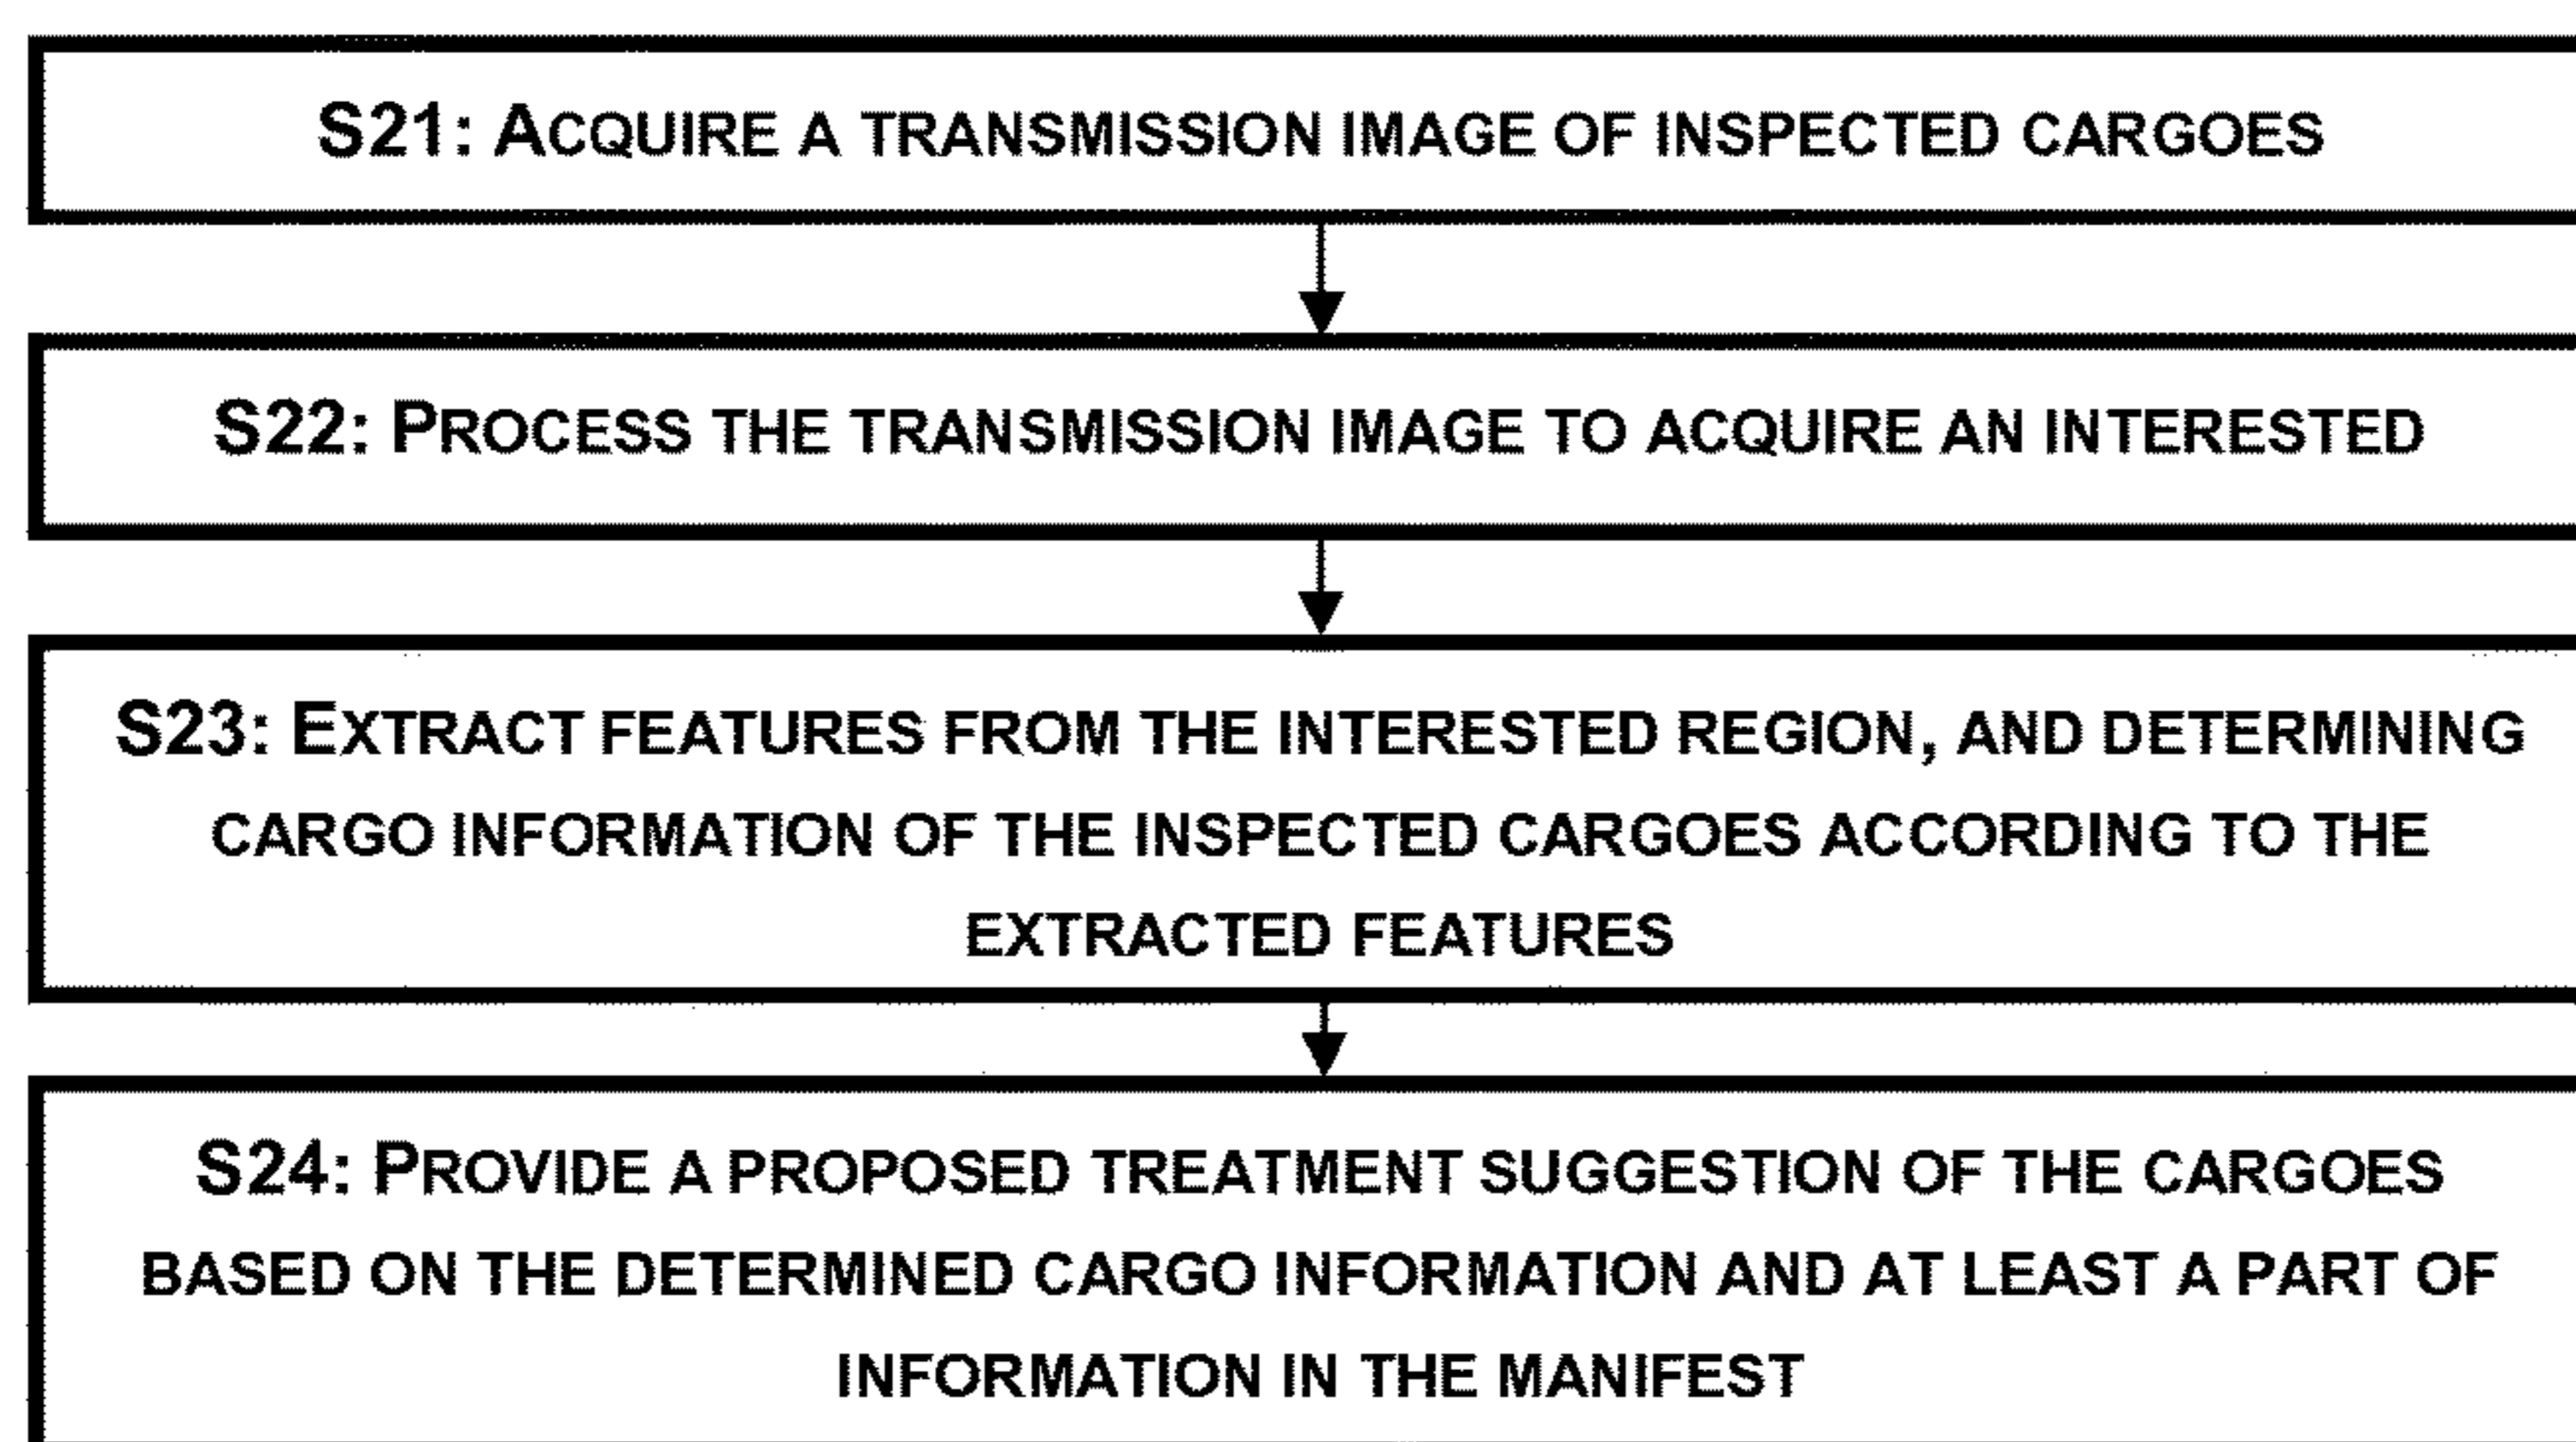 S21: ACQUIRE A TRANSMISSION IMAGE OF INSPECTED CARGOES
S22: PROCESS THE TRANSMISSION IMAGE TO ACQUIRE AN INTERESTED
S23: EXTRACT FEATURES FROM THE INTERESTED REGION, AND DETERMINING
CARGO INFORMATION OF THE INSPECTED CARGOES ACCORDING TO THE
EXTRACTED FEATURES
S24: PROVIDE A PROPOSED TREATMENT SUGGESTION OF THE CARGOES
BASED ON THE DETERMINED CARGO INFORMATION AND AT LEAST A PART OF
INFORMATION IN THE MANIFEST